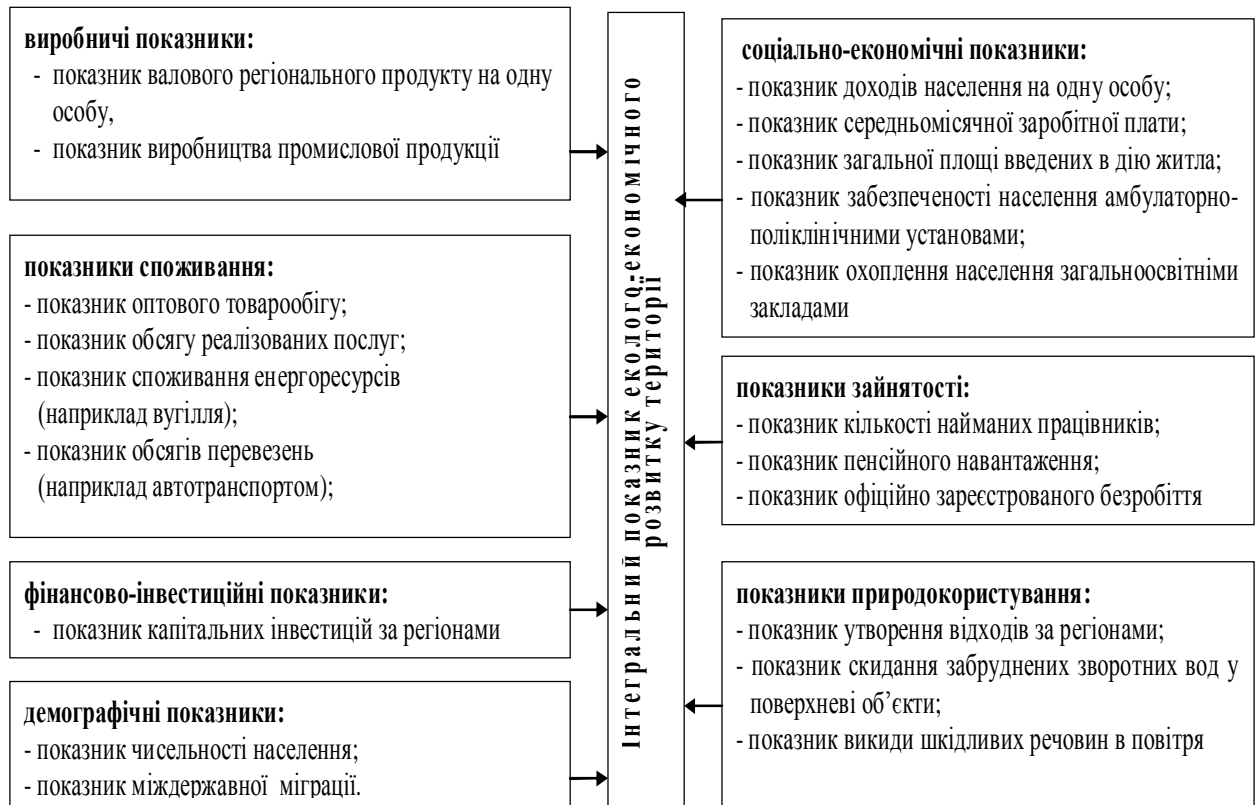 виробничі показники:
- показник валового регіонального продукту на одну
особу,
- показник виробництва промислової продукції
показники споживання:
- показник оптового товарообігу;
- показник обсягу реалізованих послуг;
- показник споживання енергоресурсів
(наприклад вугілля);
- показник обсягів перевезень
(наприклад автотранспортом);
фінансово-інвестиційні показники:
- показник капітальних інвестицій за регіонами
демографічні показники:
- показник чисельності населення;
- показник міждержавної міграції.
Інтегральний показник еколого-економічного
розвитку території
соціально-економічні показники:
- показник доходів населення на одну особу;
- показник середньомісячної заробітної плати;
- показник загальної площі введених в дію житла;
- показник забезпеченості населення амбулаторно-
поліклінічними установами;
- показник охоплення населення загальноосвітніми
закладами
показники зайнятості:
- показник кількості найманих працівників;
- показник пенсійного навантаження;
- показник офіційно зареєстрованого безробіття
показники природокористування:
- показник утворення відходів за регіонами;
- показник скидання забруднених зворотних вод у
поверхневі об’єкти;
- показник викиди шкідливих речовин в повітря